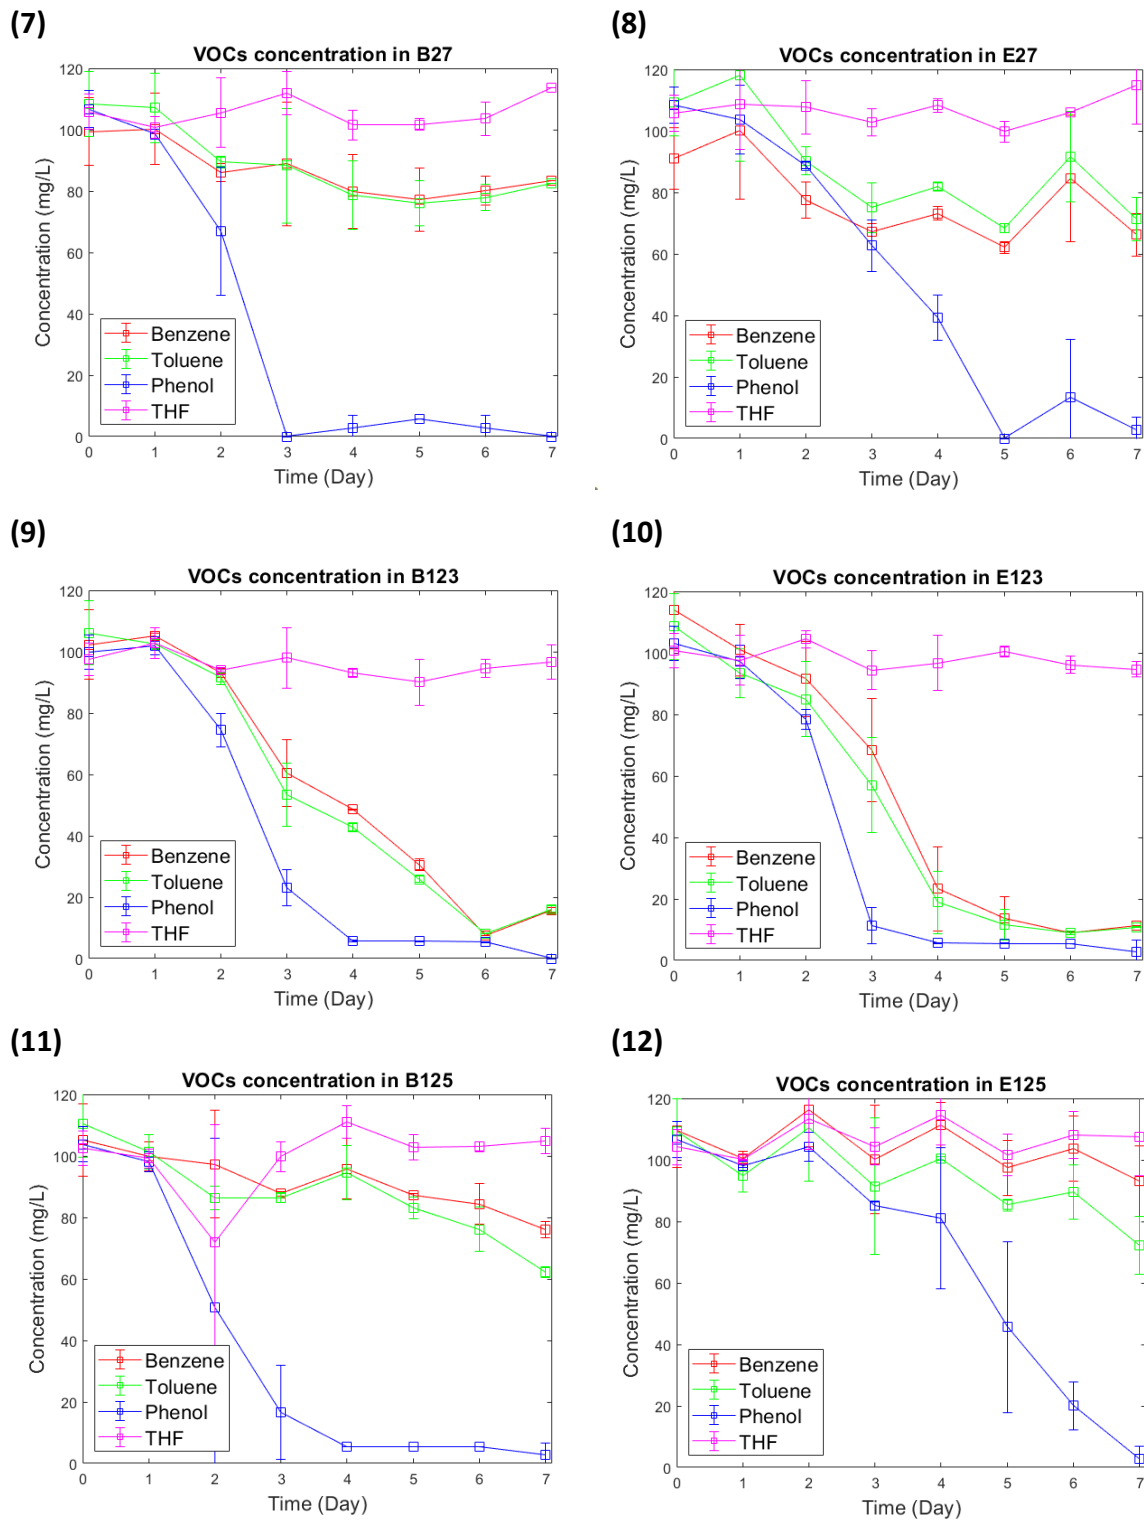 (7)
VOCs concentration in B27
120
100
80
60
40
20
0
Concentration (mg/L)
Benzene
Toluene
Phenol
THF
0 1 2 3 4 5 6 7
Time (Day)
(8)
VOCs concentration in E27
120
100
80
60
40
20
0
Concentration (mg/L)
Benzene
Toluene
Phenol
THF
0 1 2 3 4 5 6 7
Time (Day)
(9)
VOCs concentration in B123
120
100
80
60
40
20
0
Concentration (mg/L)
Benzene
Toluene
Phenol
THF
0 1 2 3 4 5 6 7
Time (Day)
(10)
VOCs concentration in E123
120
100
80
60
40
20
0
Concentration (mg/L)
Benzene
Toluene
Phenol
THF
0 1 2 3 4 5 6 7
Time (Day)
(11)
VOCs concentration in B125
120
100
80
60
40
20
0
Concentration (mg/L)
Benzene
Toluene
Phenol
THF
0 1 2 3 4 5 6 7
Time (Day)
(12)
VOCs concentration in E125
120
100
80
60
40
20
0
Concentration (mg/L)
Benzene
Toluene
Phenol
THF
0 1 2 3 4 5 6 7
Time (Day)